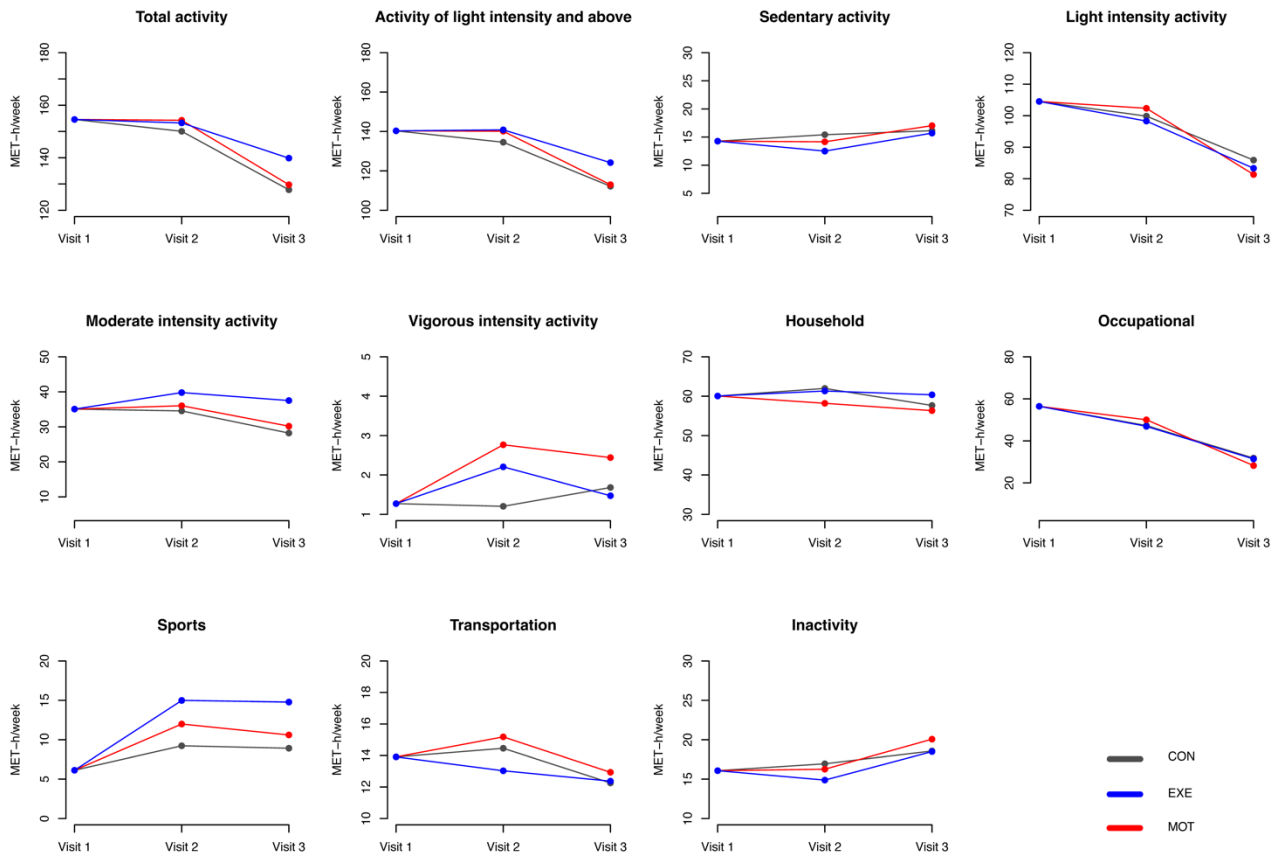 Total activity
Activity of light intensity and above
Sedentary activity
Light intensity activity
MET−h/week
180
160
140
120
Visit 1
Visit 2
Visit 3
MET−h/week
180
160
140
120
100
Visit 1
Visit 2
Visit 3
MET−h/week
30
25
20
15
10
5
Visit 1
Visit 2
Visit 3
MET−h/week
120
110
100
90
80
70
Visit 1
Visit 2
Visit 3
Moderate intensity activity
Vigorous intensity activity
Household
Occupational
MET−h/week
50
40
30
20
10
Visit 1
Visit 2
Visit 3
MET−h/week
5
4
3
2
1
Visit 1
Visit 2
Visit 3
MET−h/week
70
60
50
40
30
Visit 1
Visit 2
Visit 3
MET−h/week
80
60
40
20
Visit 1
Visit 2
Visit 3
Sports
Transportation
Inactivity
MET−h/week
20
15
10
5
0
Visit 1
Visit 2
Visit 3
MET−h/week
20
18
16
14
12
10
Visit 1
Visit 2
Visit 3
MET−h/week
30
25
20
15
10
Visit 1
Visit 2
Visit 3
CON
EXE
MOT